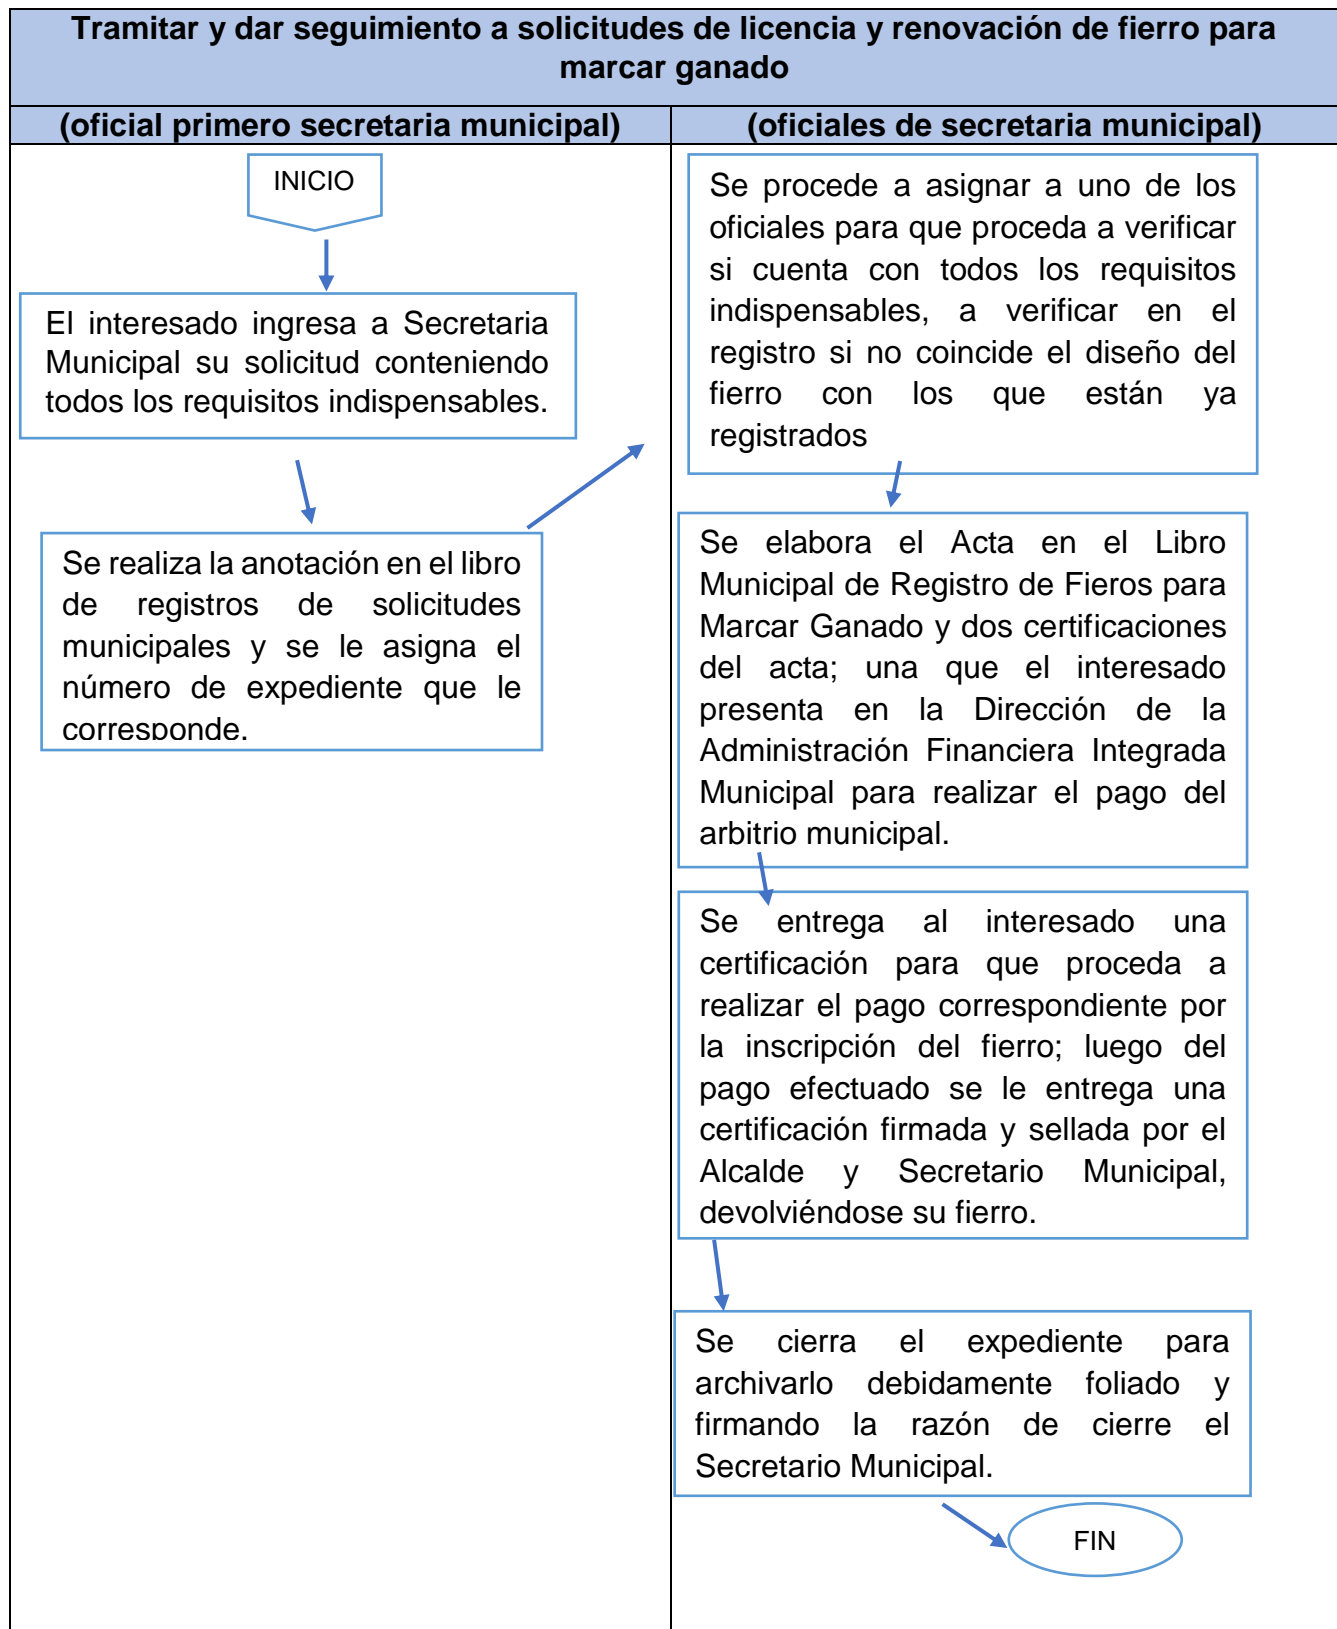 Tramitar y dar seguimiento a solicitudes de licencia y renovación de fierro para
marcar ganado
(oficial primero secretaria municipal)
(oficiales de secretaria municipal)
INICIO
El interesado ingresa a Secretaria
Municipal su solicitud conteniendo
todos los requisitos indispensables.
Se realiza la anotación en el libro
de registros de solicitudes
municipales y se le asigna el
número de expediente que le
corresponde.
Se procede a asignar a uno de los
oficiales para que proceda a verificar
si cuenta con todos los requisitos
indispensables, a verificar en el
registro si no coincide el diseño del
fierro con los que están ya
registrados
Se elabora el Acta en el Libro
Municipal de Registro de Fieros para
Marcar Ganado y dos certificaciones
del acta; una que el interesado
presenta en la Dirección de la
Administración Financiera Integrada
Municipal para realizar el pago del
arbitrio municipal.
Se entrega al interesado una
certificación para que proceda a
realizar el pago correspondiente por
la inscripción del fierro; luego del
pago efectuado se le entrega una
certificación firmada y sellada por el
Alcalde y Secretario Municipal,
devolviéndose su fierro.
Se cierra el expediente para
archivarlo debidamente foliado y
firmando la razón de cierre el
Secretario Municipal.
FIN